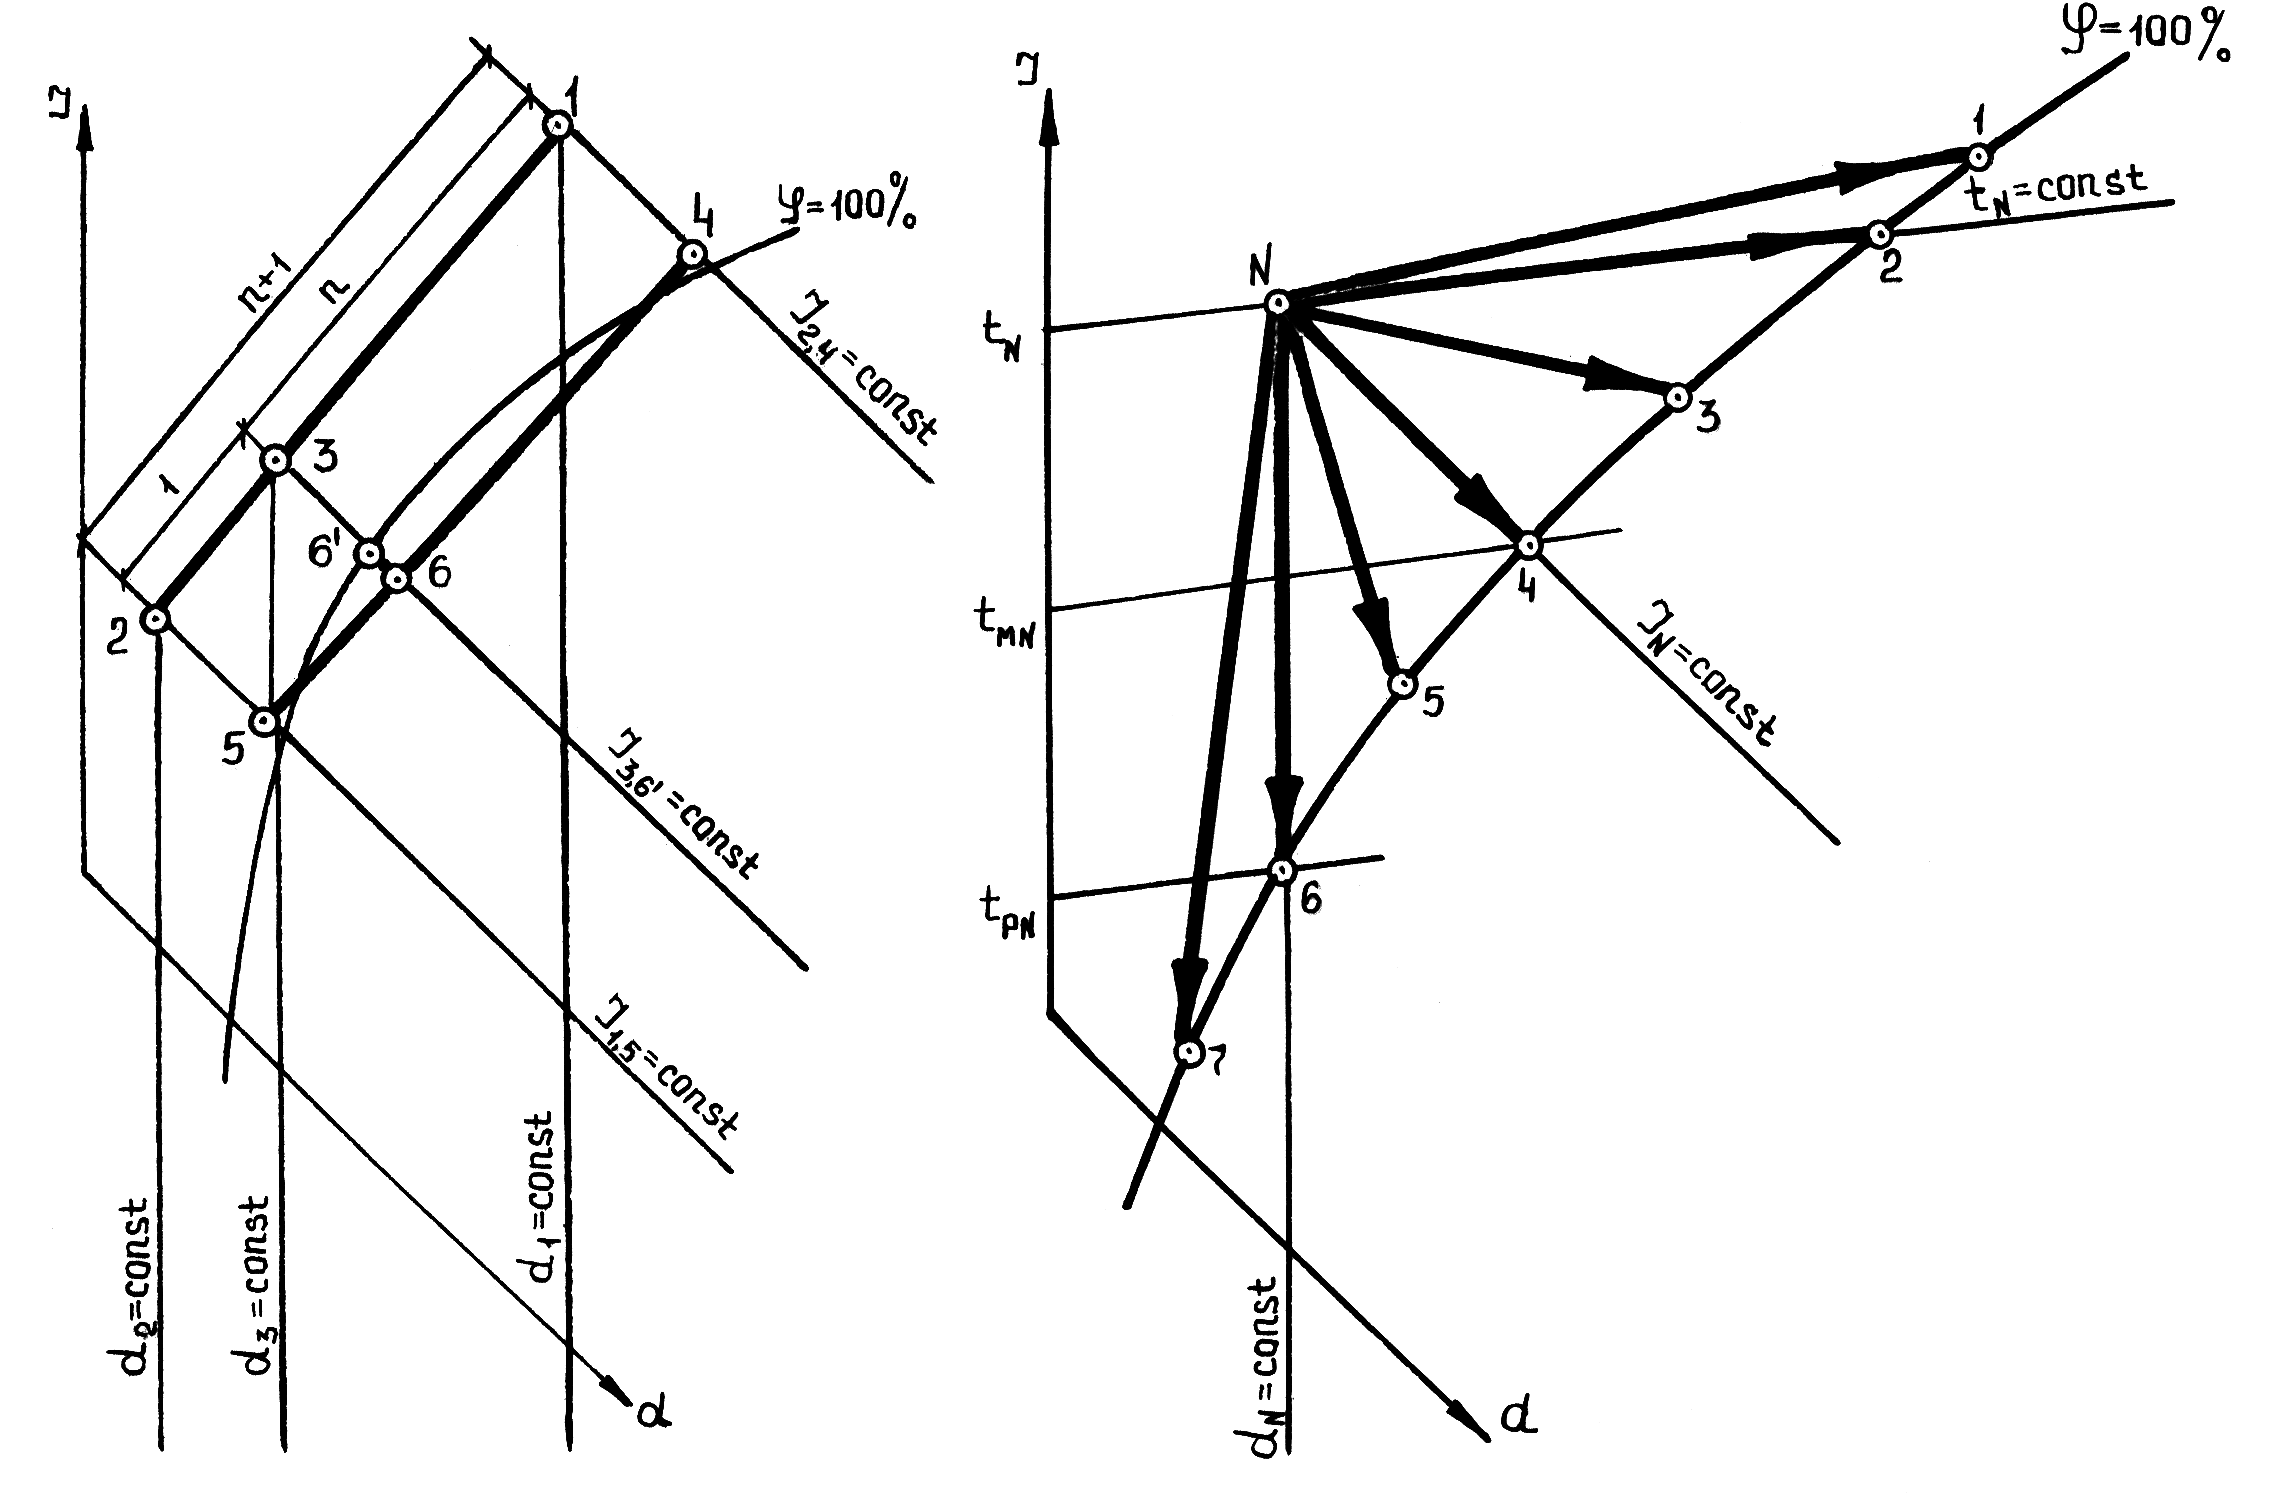 J
n+1
n
1
1
4
φ=100%
J2,4=const
3
6'
6
2
5
J3,6'=const
J1,5=const
d2=const
d3=const
d1=const
d
J
φ=100%
1
tN=const
2
N
tN
3
tMN
4
JN=const
5
tPN
6
7
dN=const
d